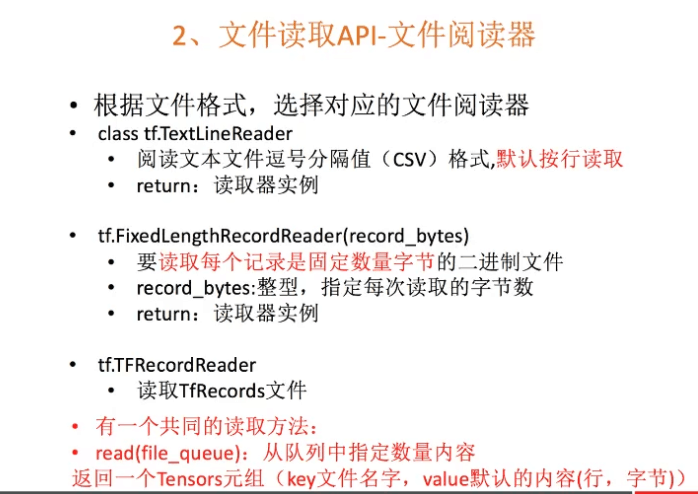 2、文件读取API-文件阅读器
• 根据文件格式，选择对应的文件阅读器
• class tf.TextLineReader
• 阅读文本文件逗号分隔值（CSV）格式,默认按行读取
• return：读取器实例
• tf.FixedLengthRecordReader(record_bytes)
• 要读取每个记录是固定数量字节的二进制文件
• record_bytes:整型，指定每次读取的字节数
• return：读取器实例
• tf.TFRecordReader
• 读取TfRecords文件
• 有一个共同的读取方法：
• read(file_queue)：从队列中指定数量内容
返回一个Tensors元组（key文件名字，value默认的内容(行，字节)）